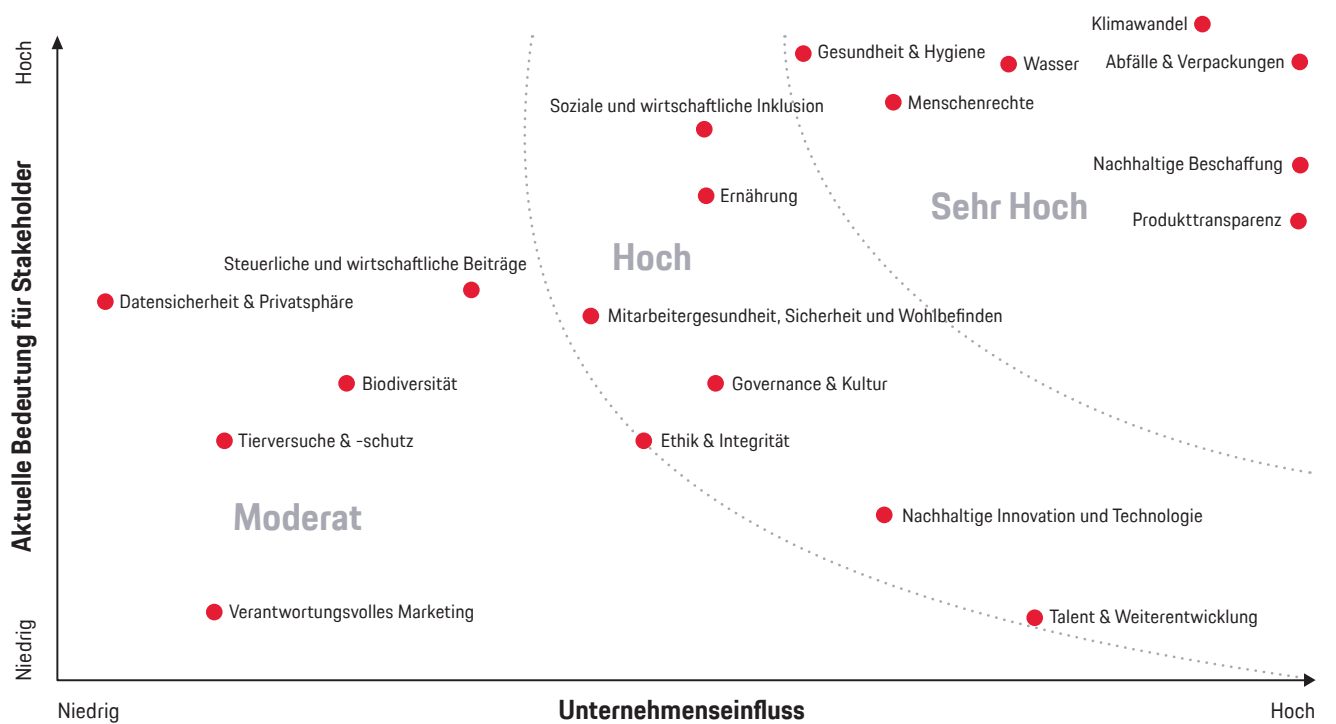 Klimawandel
Hoch
Gesundheit & Hygiene
Wasser
Abfälle & Verpackungen
Soziale und wirtschaftliche Inklusion
Menschenrechte
Nachhaltige Beschaffung
Ernährung
Sehr Hoch
Produkttransparenz
Hoch
Steuerliche und wirtschaftliche Beiträge
Datensicherheit & Privatsphäre
Mitarbeitergesundheit, Sicherheit und Wohlbefinden
Aktuelle Bedeutung für Stakeholder
Biodiversität
Governance & Kultur
Tierversuche & -schutz
Ethik & Integrität
Moderat
Nachhaltige Innovation und Technologie
Verantwortungsvolles Marketing
Talent & Weiterentwicklung
Niedrig
Niedrig
Unternehmenseinfluss
Hoch